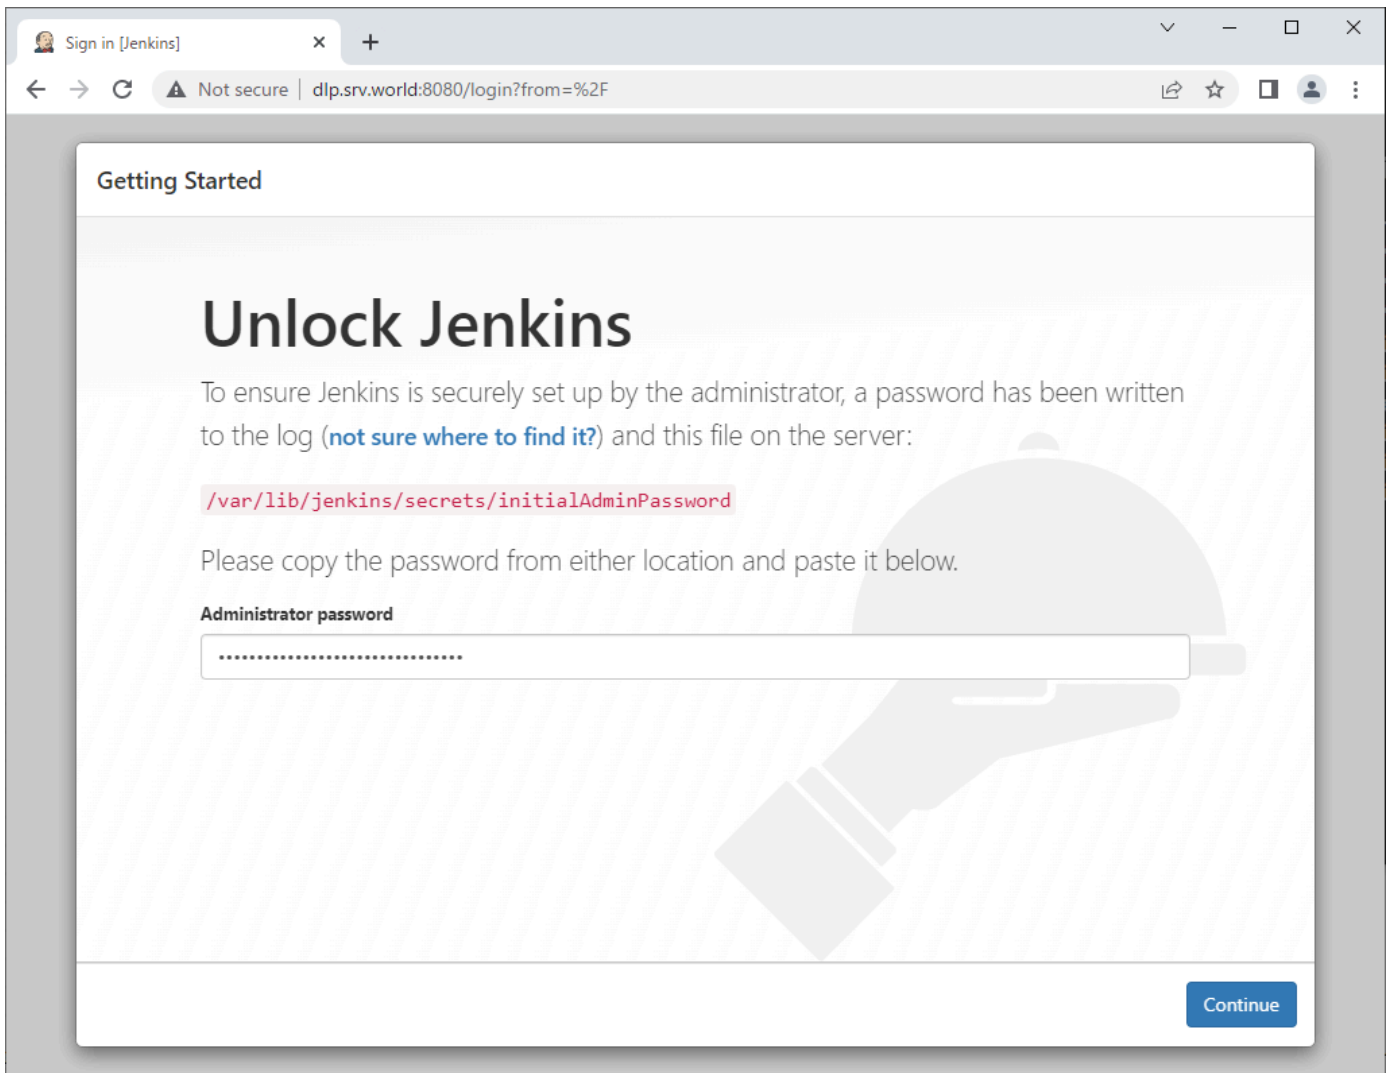 Sign in [Jenkins]
Not secure | dlp.srv.world:8080/login?from=%2F
Getting Started
Unlock Jenkins
To ensure Jenkins is securely set up by the administrator, a password has been written
to the log (not sure where to find it?) and this file on the server:
/var/lib/jenkins/secrets/initialAdminPassword
Please copy the password from either location and paste it below.
Administrator password
••••••••••••••••••••••••••••••••
Continue